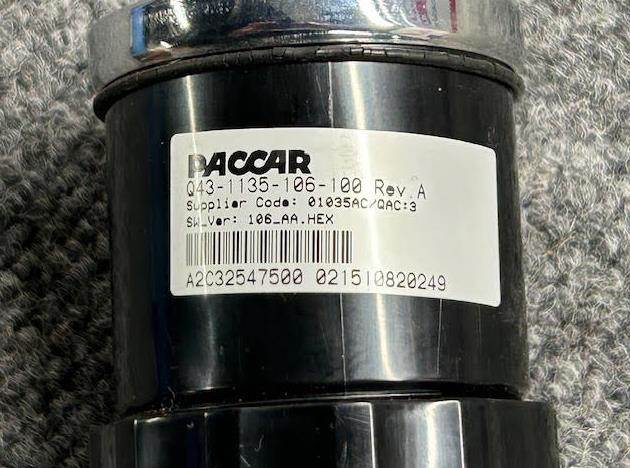 PACCAR
Q43-1135-106-100 Rev.A
Supplier Code: 01035AC/QAC:3
SW_Ver: 106_AA.HEX
A2C32547500 021510820249